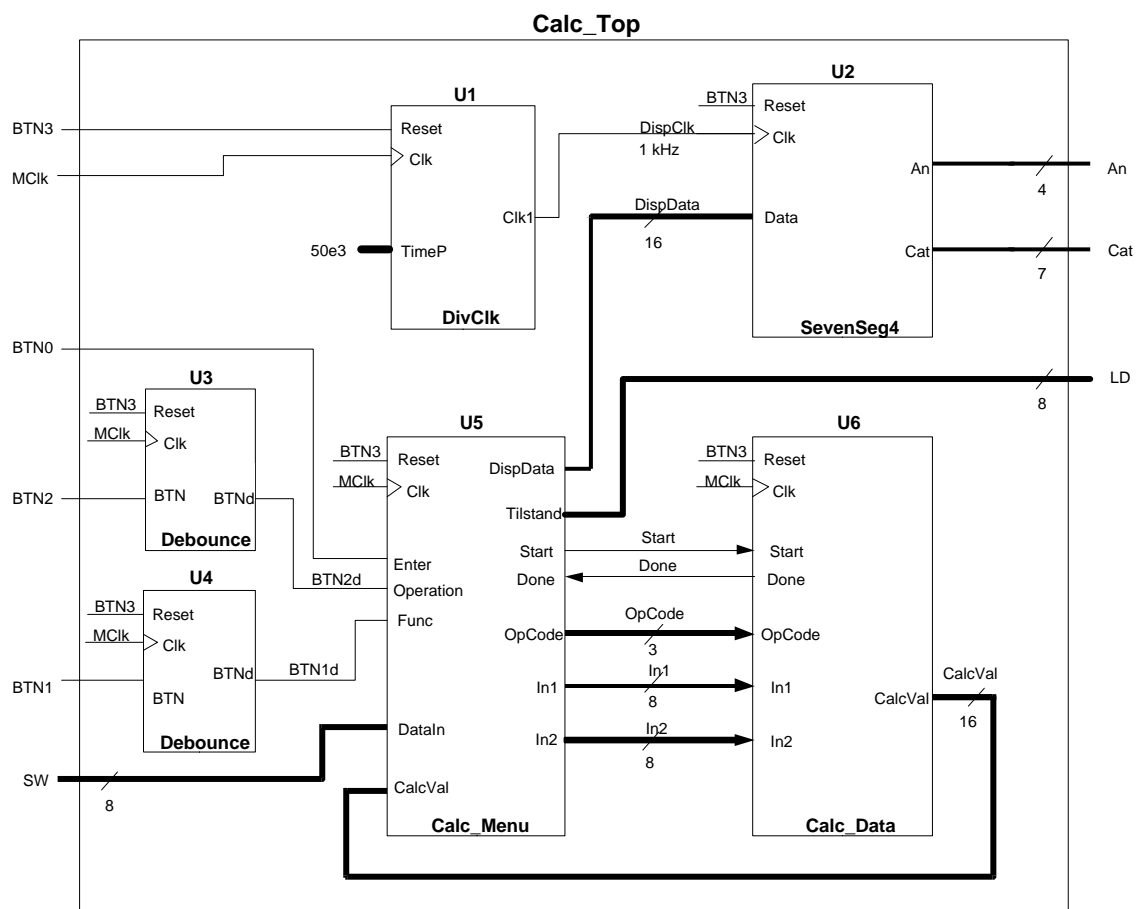 Calc_Top
BTN3
MClk
U1
Reset
Clk
Clk1
50e3
TimeP
DivClk
DispClk
1 kHz
DispData
16
U2
BTN3
Reset
Clk
Data
An
Cat
SevenSeg4
4
An
7
Cat
BTN0
U3
BTN3
Reset
MClk
Clk
BTN2
BTN
BTNd
Debounce
BTN2d
U4
BTN3
Reset
MClk
Clk
BTNd
BTN1d
BTN1
BTN
Debounce
SW
8
U5
BTN3
Reset
MClk
Clk
DispData
Tilstand
Start
Done
Enter
Operation
Func
OpCode
In1
DataIn
In2
CalcVal
Calc_Menu
8
LD
Start
Done
OpCode
3
In1
8
In2
8
U6
BTN3
Reset
MClk
Clk
Start
Done
OpCode
In1
CalcVal
In2
Calc_Data
CalcVal
16